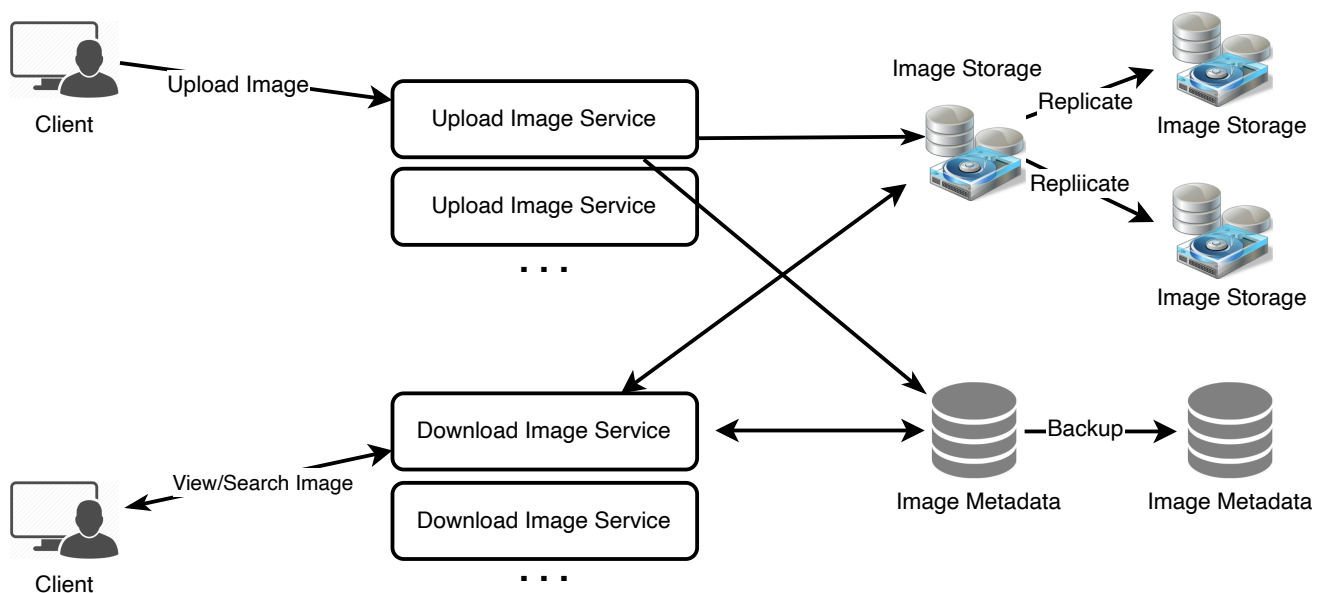 Client
Upload Image
Upload Image Service
Upload Image Service
. . .
Image Storage
Replicate
Image Storage
Repliicate
Image Storage
Client
View/Search Image
Download Image Service
Download Image Service
. . .
Image Metadata
Backup
Image Metadata